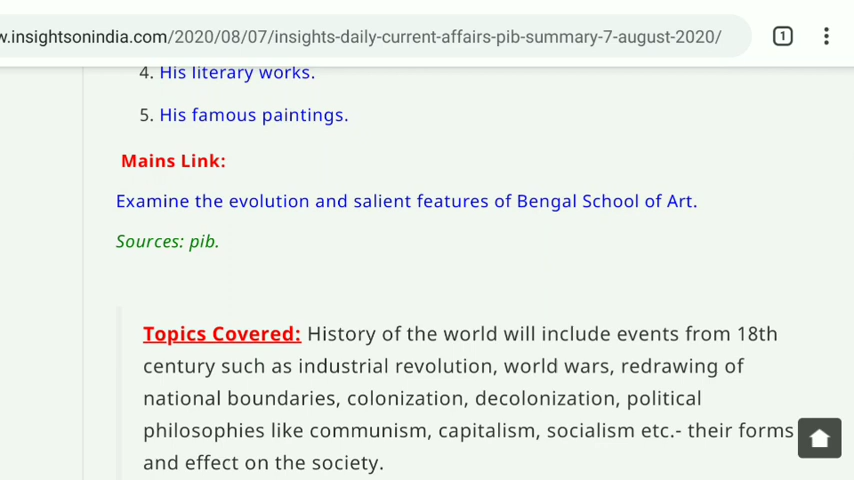 w.insightsonindia.com/2020/08/07/insights-daily-current-affairs-pib-summary-7-august-2020/
1
4. His literary works.
5. His famous paintings.
Mains Link:
Examine the evolution and salient features of Bengal School of Art.
Sources: pib.
Topics Covered: History of the world will include events from 18th
century such as industrial revolution, world wars, redrawing of
national boundaries, colonization, decolonization, political
philosophies like communism, capitalism, socialism etc.- their forms
and effect on the society.